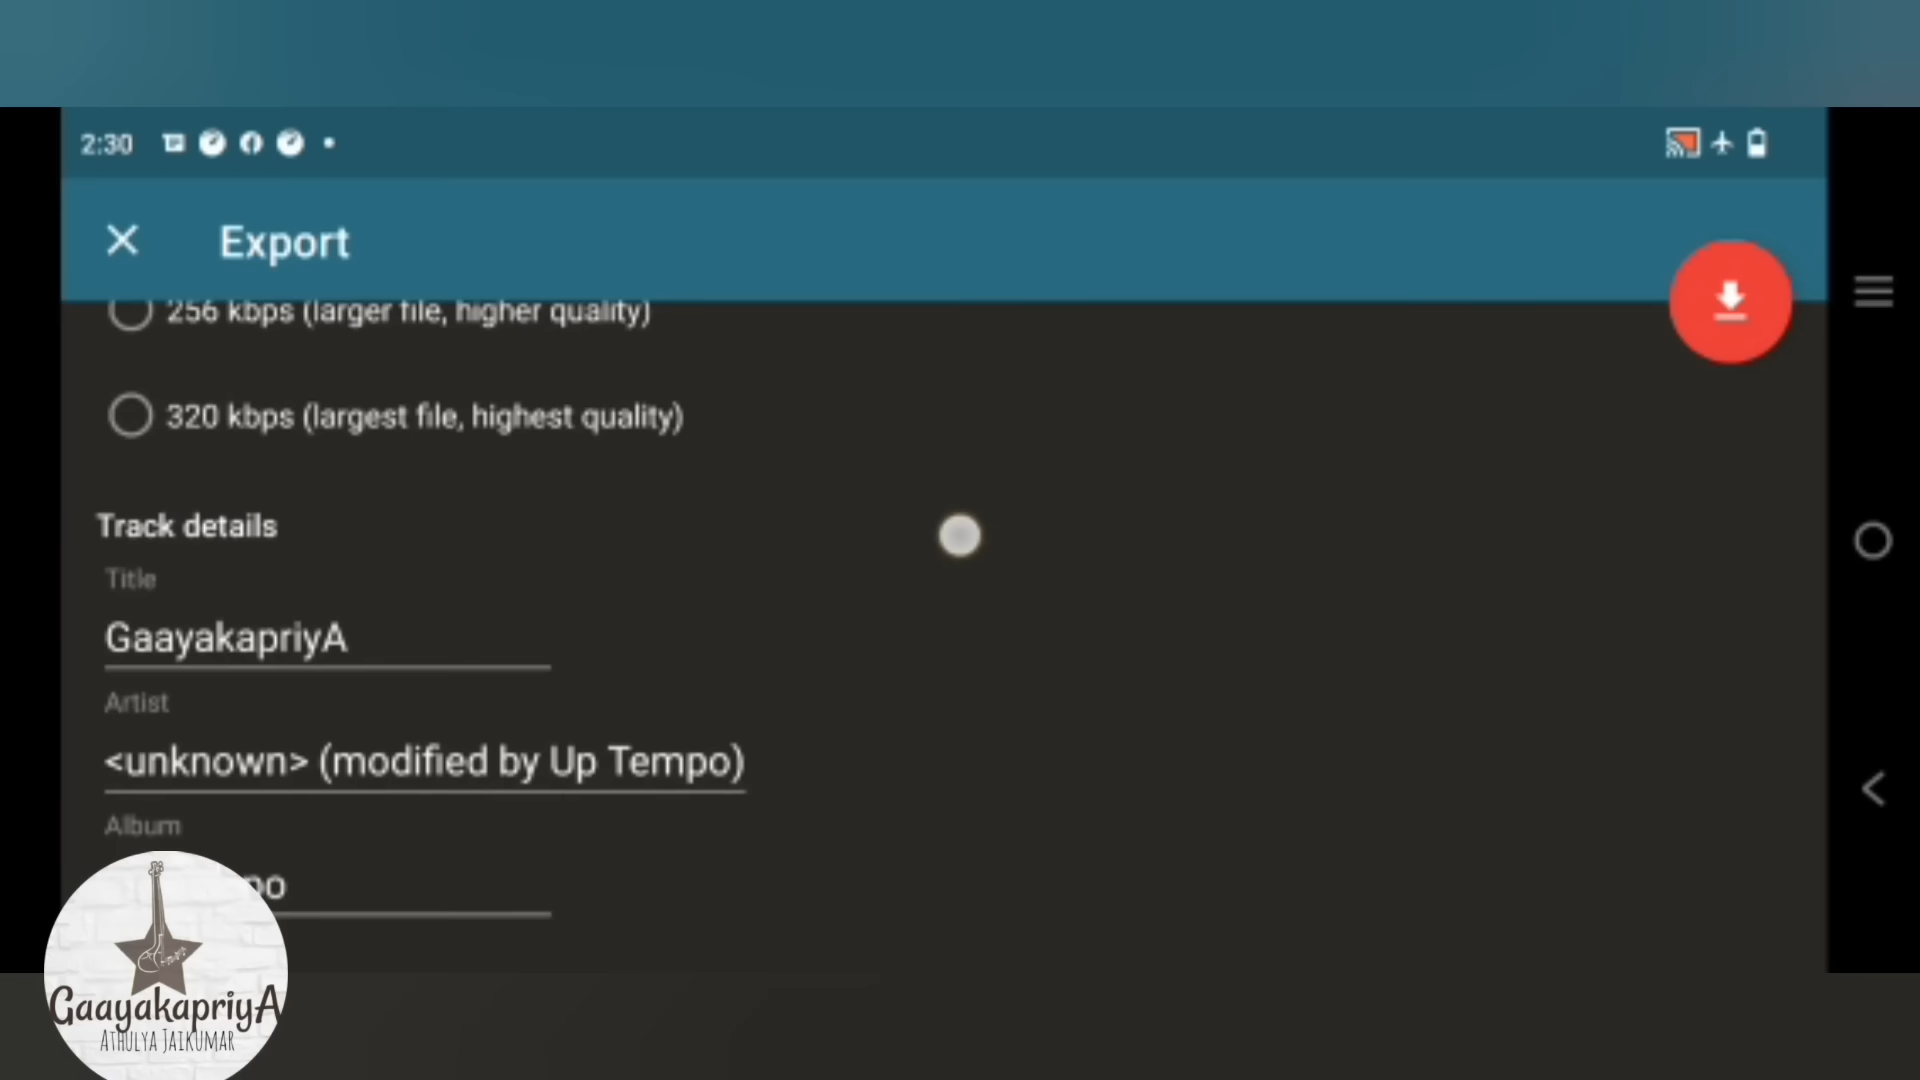 2:30
Export
256 kbps (larger file, higher quality)
320 kbps (largest file, highest quality)
Track details
Title
GaayakapriyA
Artist
<unknown> (modified by Up Tempo)
Album
po
GaayakapriyA
ATHULYA JAIKUMAR